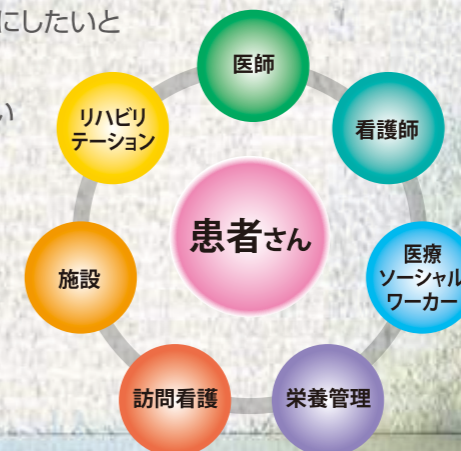 にしたいと
い
医師
リハビリ
テーション
看護師
患者さん
医療
ソーシャル
ワーカー
施設
訪問看護
栄養管理